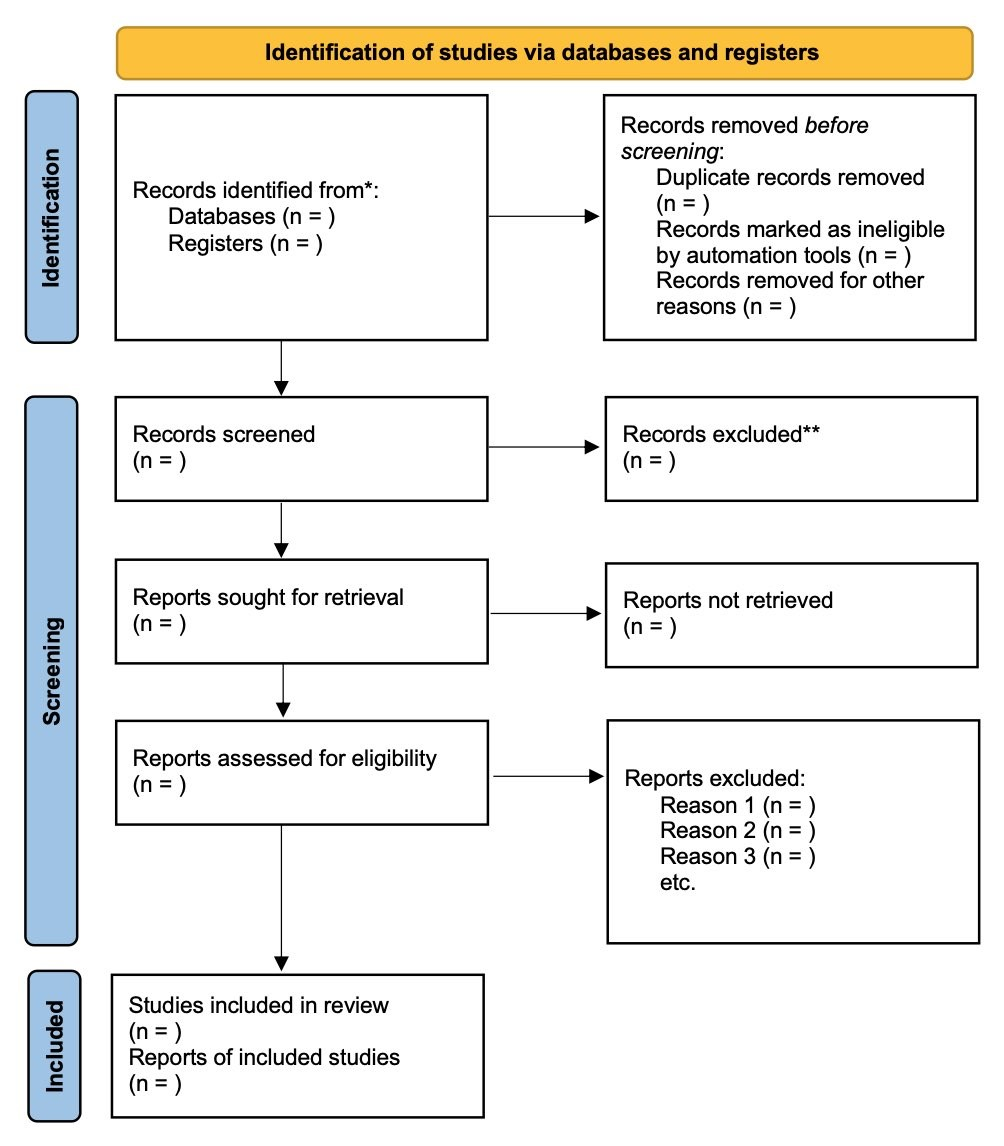 Identification of studies via databases and registers
Identification
Records identified from*:
Databases (n = )
Registers (n = )
Records removed before
screening:
Duplicate records removed
(n = )
Records marked as ineligible
by automation tools (n = )
Records removed for other
reasons (n = )
Screening
Records screened
(n = )
Records excluded**
(n = )
Reports sought for retrieval
(n = )
Reports not retrieved
(n = )
Reports assessed for eligibility
(n = )
Reports excluded:
Reason 1 (n = )
Reason 2 (n = )
Reason 3 (n = )
etc.
Included
Studies included in review
(n = )
Reports of included studies
(n = )